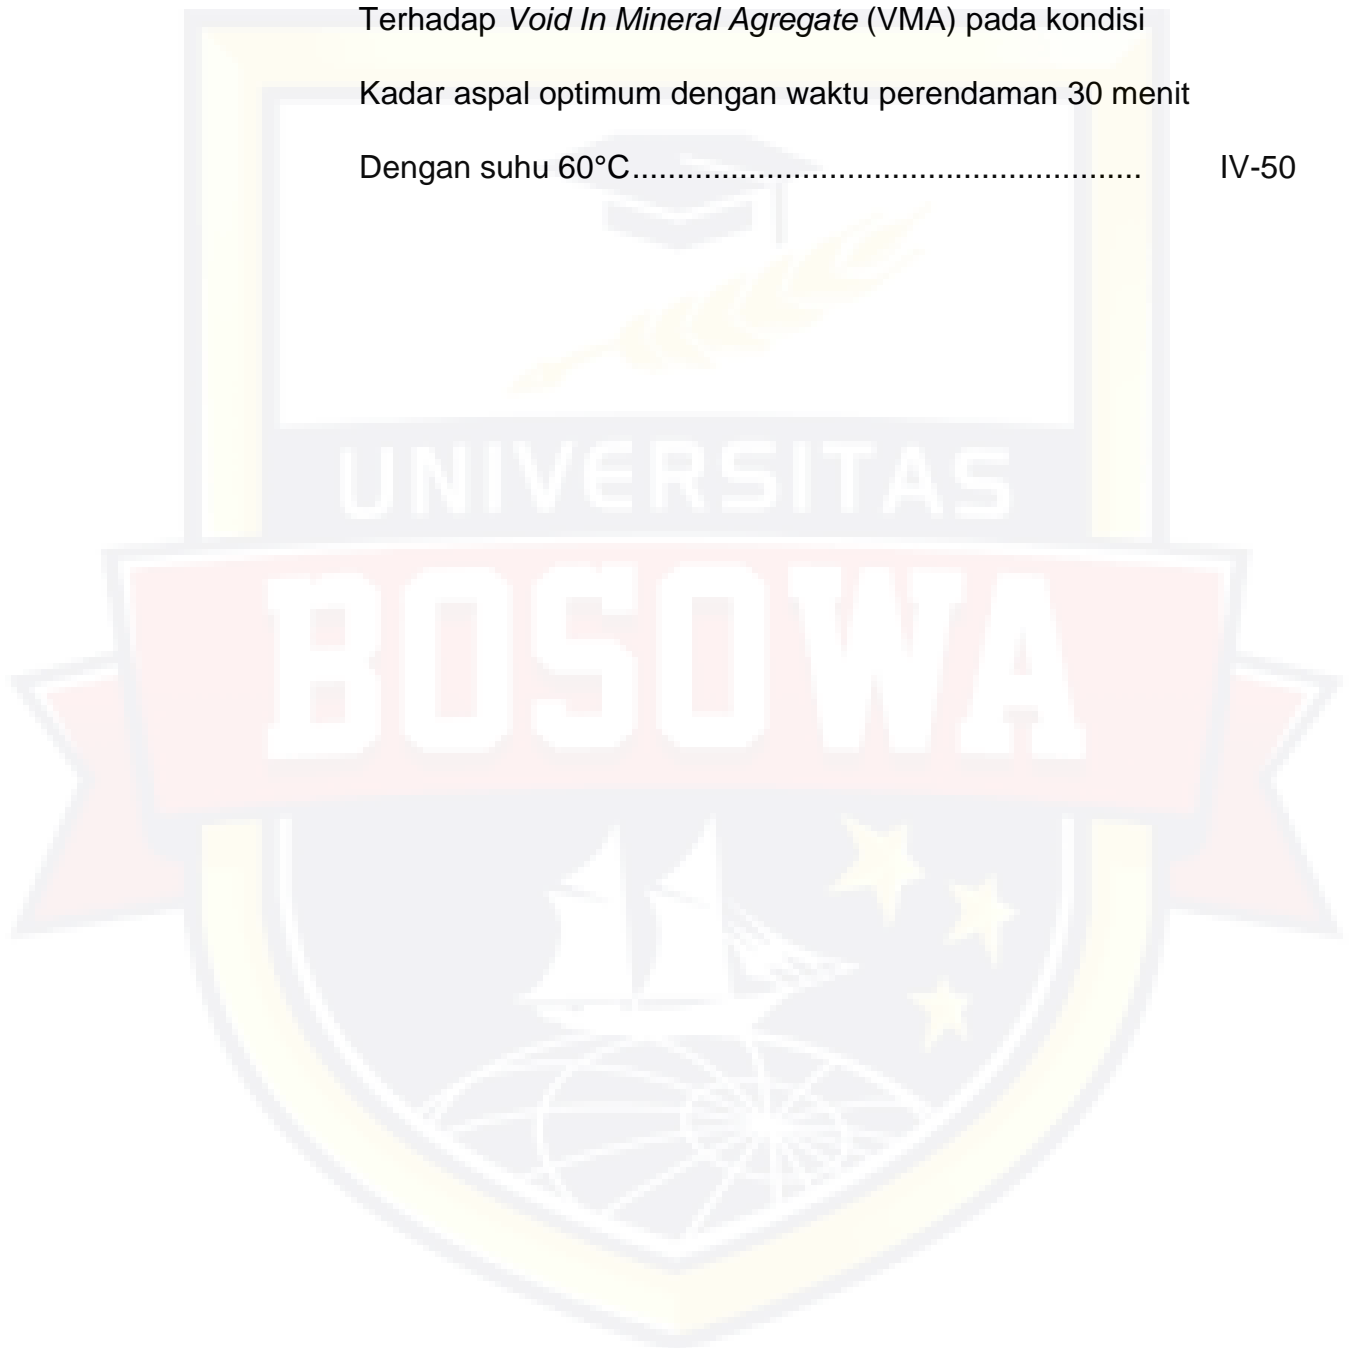 Terhadap Void In Mineral Agregate (VMA) pada kondisi
Kadar aspal optimum dengan waktu perendaman 30 menit
Dengan suhu 60°C......................................................... IV-50
UNIVERSITAS
BOSOWA